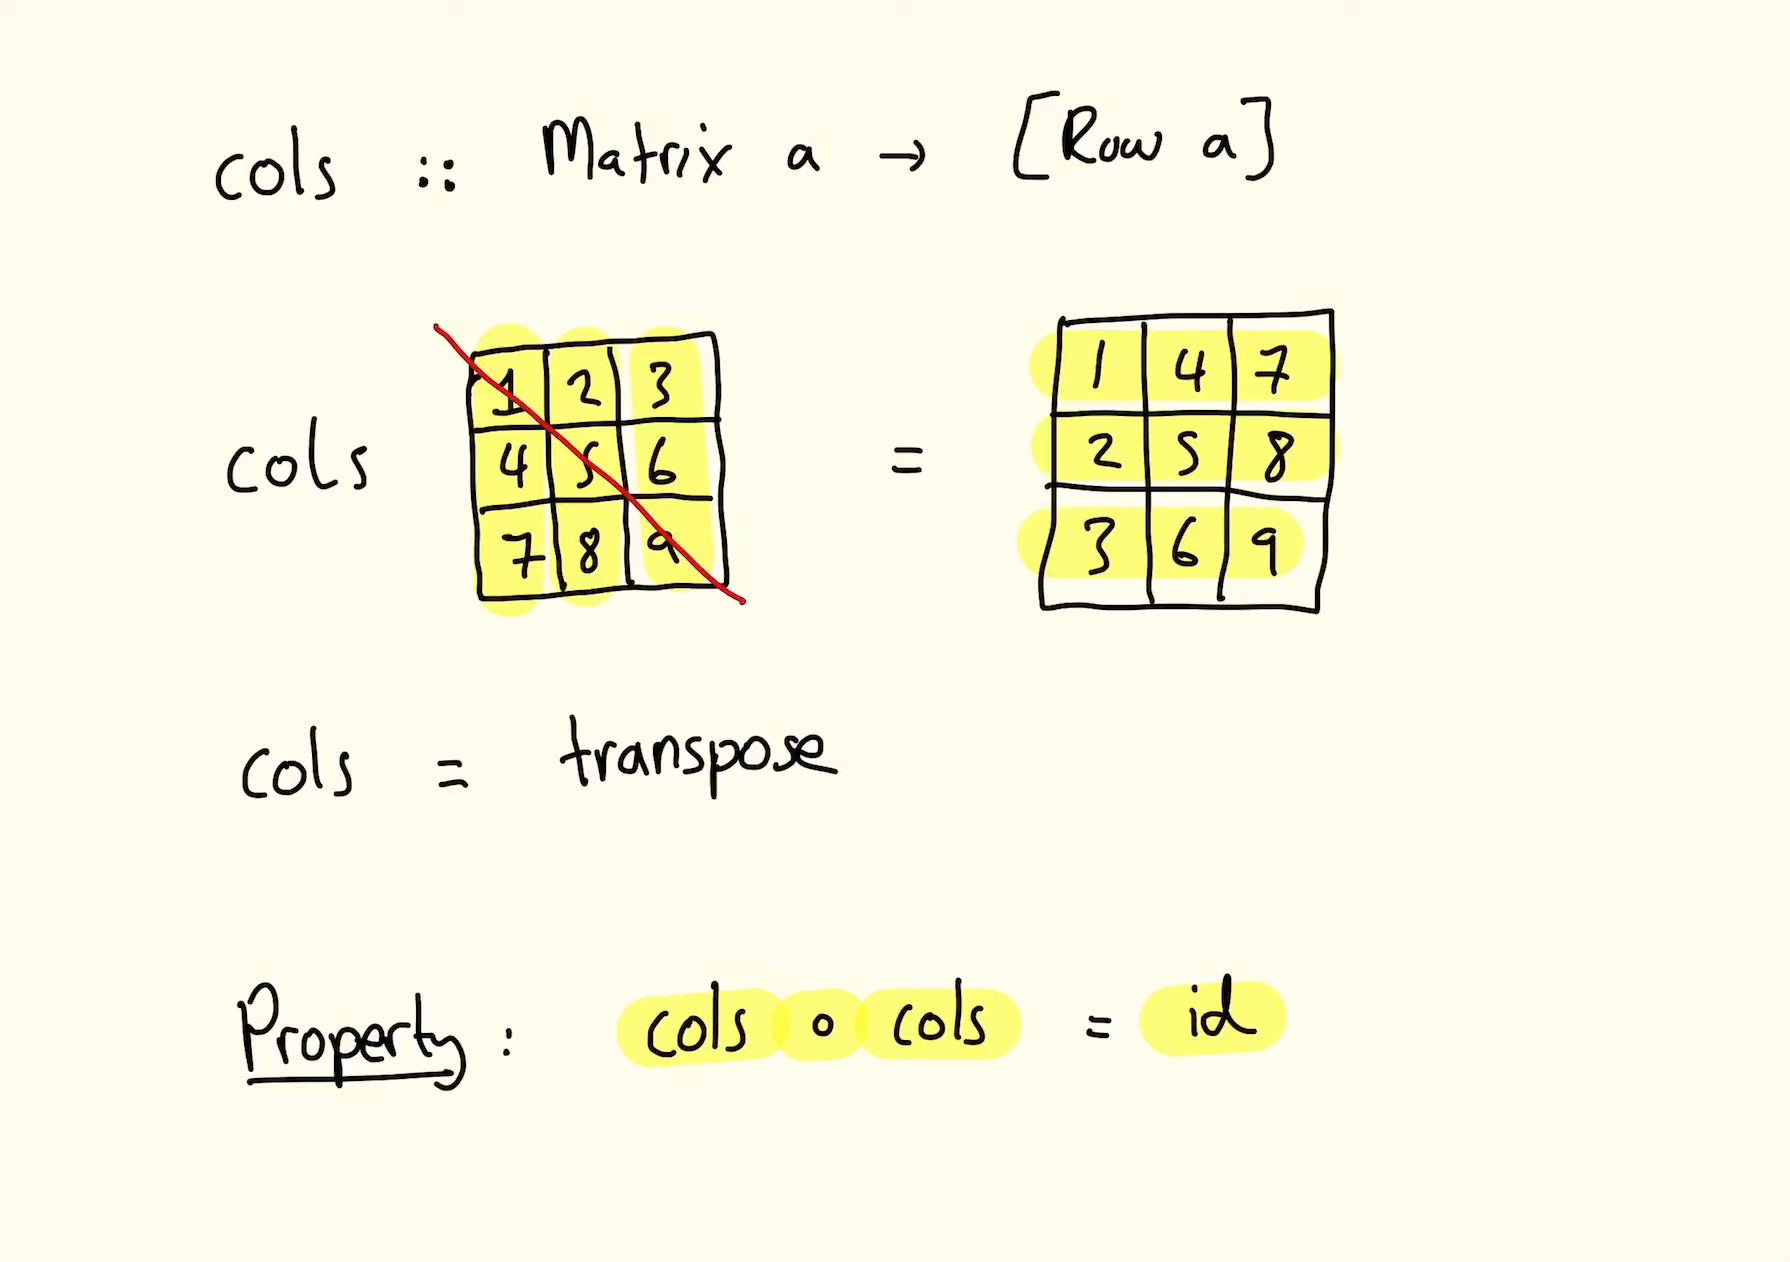 cols :: Matrix a → [Row a]
1 2 3
4 5 6
7 8 9
cols =
1 4 7
2 5 8
3 6 9
cols = transpose
Property : cols o cols = id